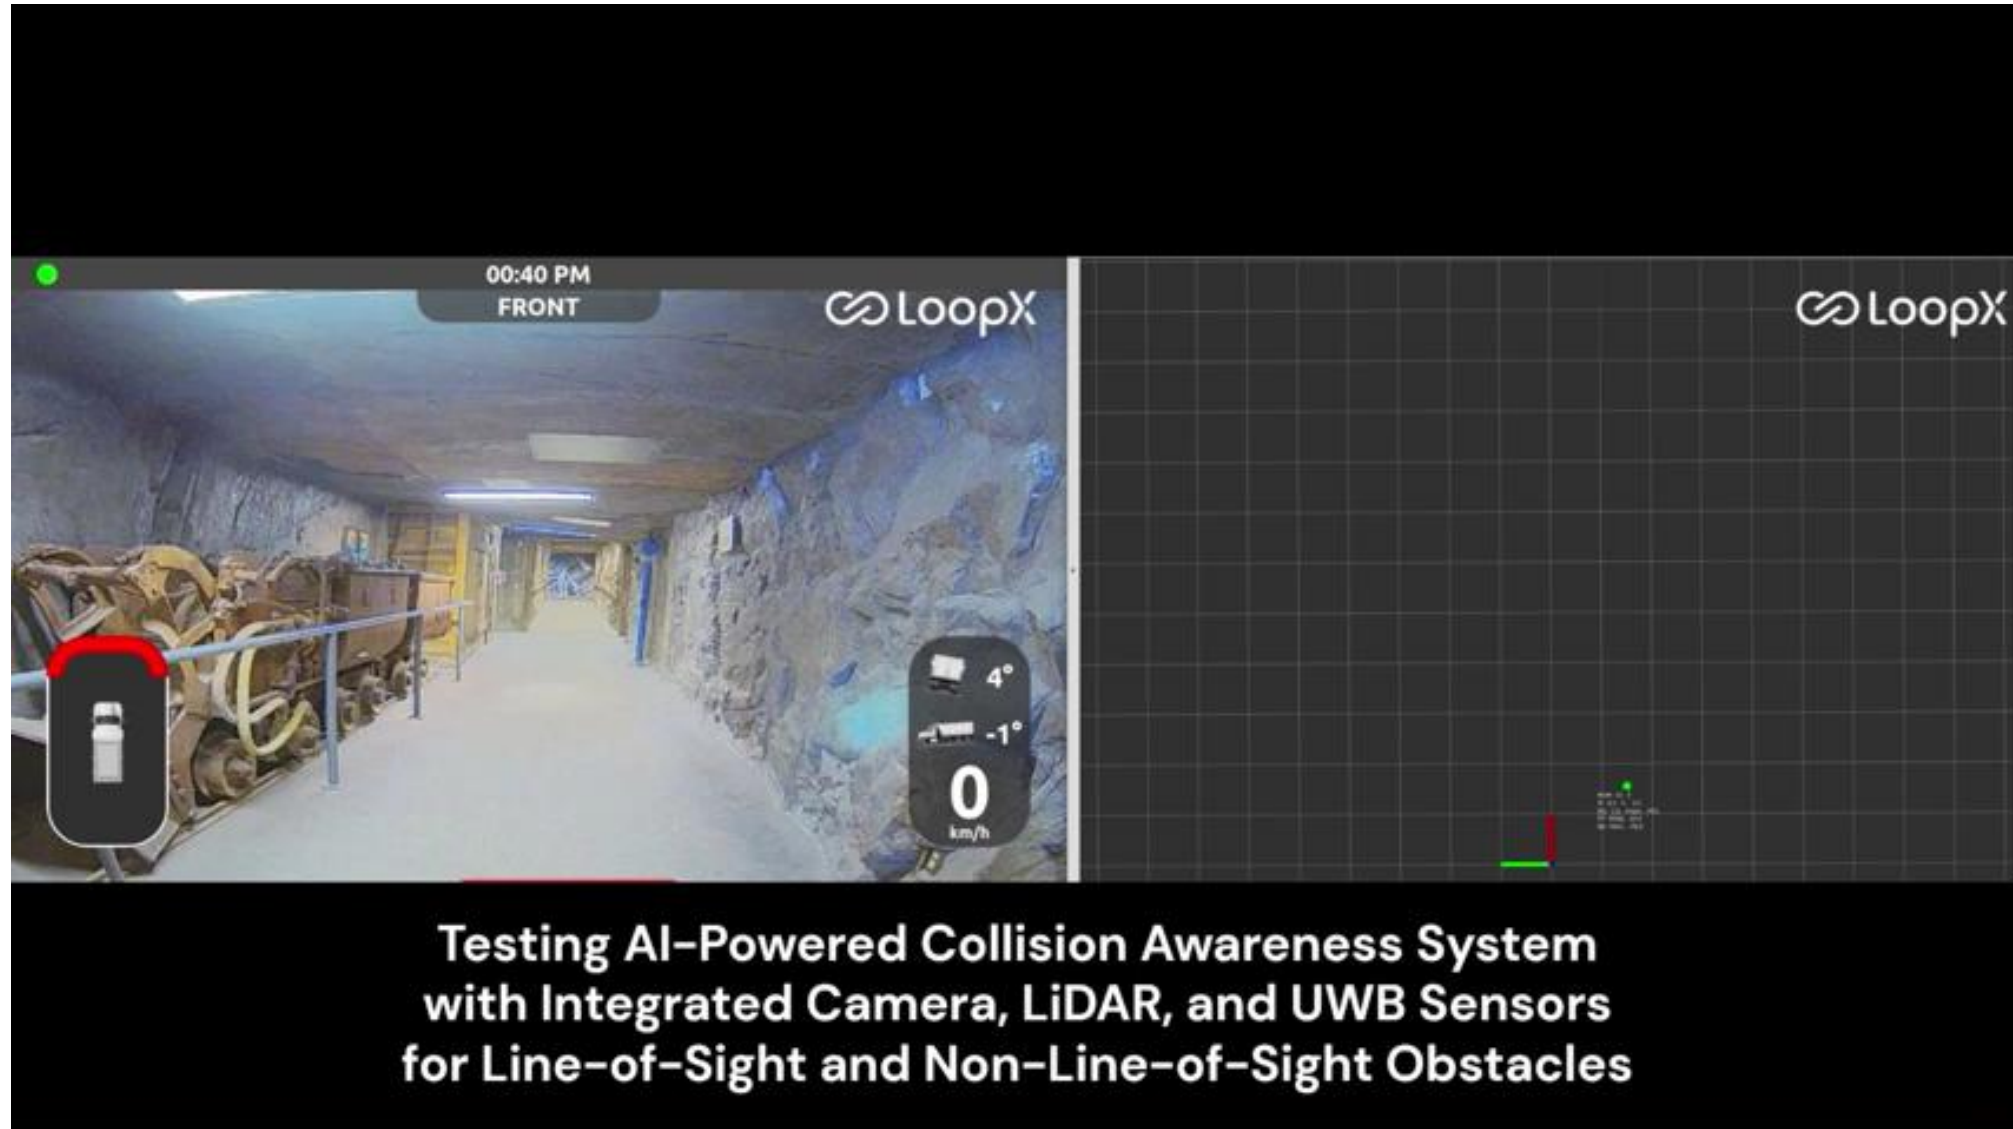 00:40 PM
FRONT
LoopX
LoopX
4°
-1°
0
km/h
Testing AI-Powered Collision Awareness System
with Integrated Camera, LiDAR, and UWB Sensors
for Line-of-Sight and Non-Line-of-Sight Obstacles